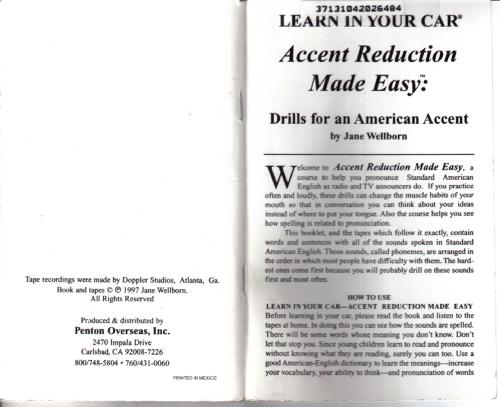 Tape recordings were made by Doppler Studios, Atlanta, Ga.
Book and tapes © ℗ 1997 Jane Wellborn.
All Rights Reserved
Produced & distributed by
Penton Overseas, Inc.
2470 Impala Drive
Carlsbad, CA 92008-7226
800/748-5804 • 760/431-0060
PRINTED IN MEXICO
37131042026484
LEARN IN YOUR CAR®
Accent Reduction
Made Easy™:
Drills for an American Accent
by Jane Wellborn
Welcome to Accent Reduction Made Easy, a
course to help you pronounce Standard American
English as radio and TV announcers do. If you practice
often and loudly, these drills can change the muscle habits of your
mouth so that in conversation you can think about your ideas
instead of where to put your tongue. Also the course helps you see
how spelling is related to pronunciation.
This booklet, and the tapes which follow it exactly, contain
words and sentences with all of the sounds spoken in Standard
American English. Those sounds, called phonemes, are arranged in
the order in which most people have difficulty with them. The hard-
est ones come first because you will probably drill on these sounds
first and most often.
HOW TO USE
LEARN IN YOUR CAR—ACCENT REDUCTION MADE EASY
Before learning in your car, please read the book and listen to the
tapes at home. In doing this you can see how the sounds are spelled.
There will be some words whose meaning you don't know. Don't
let that stop you. Since young children learn to read and pronounce
without knowing what they are reading, surely you can too. Use a
good American-English dictionary to learn the meanings—increase
your vocabulary, your ability to think—and pronunciation of words